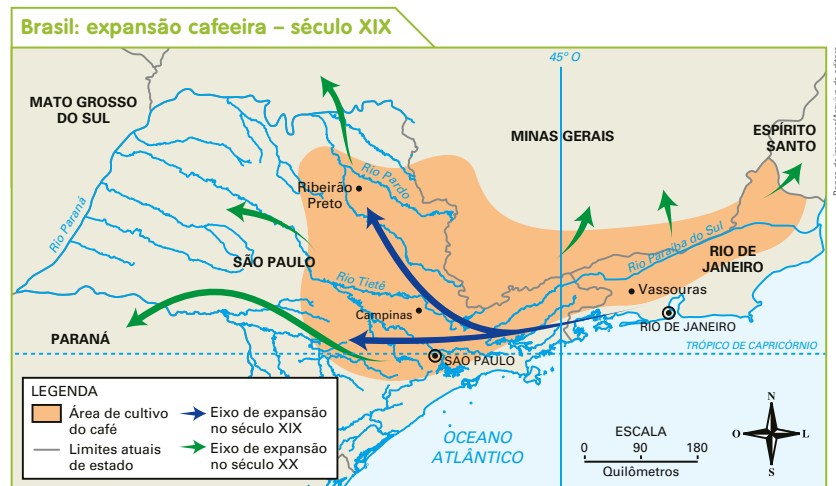 Brasil: expansão cafeeira – século XIX
45° O
MATO GROSSO
DO SUL
MINAS GERAIS
ESPÍRITO
SANTO
Rio Pardo
Ribeirão
Preto
Rio Paraná
Rio Paraíba do Sul
SÃO PAULO
RIO DE
JANEIRO
Rio Tietê
Vassouras
Campinas
RIO DE JANEIRO
PARANÁ
TRÓPICO DE CAPRICÓRNIO
SÃO PAULO
LEGENDA
Área de cultivo
do café
Limites atuais
de estado
Eixo de expansão
no século XIX
Eixo de expansão
no século XX
OCEANO
ATLÂNTICO
ESCALA
0 90 180
Quilômetros
N
O L
S